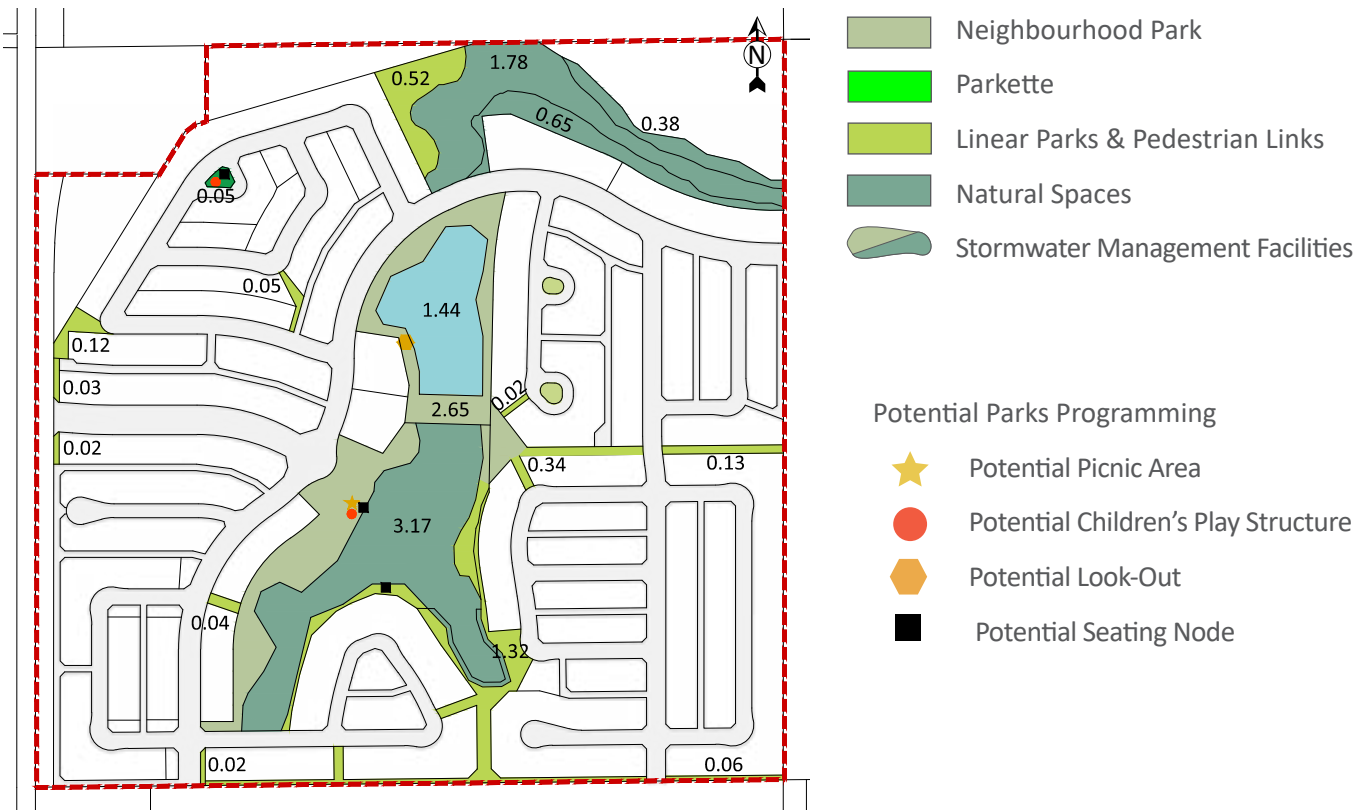 Neighbourhood Park
Parkette
Linear Parks & Pedestrian Links
Natural Spaces
Stormwater Management Facilities
Potential Parks Programming
Potential Picnic Area
Potential Children's Play Structure
Potential Look-Out
Potential Seating Node
N
1.78
0.52
0.65
0.38
0.05
0.05
1.44
0.12
0.03
0.02
2.65
0.02
0.34
0.13
3.17
0.04
1.32
0.02
0.06